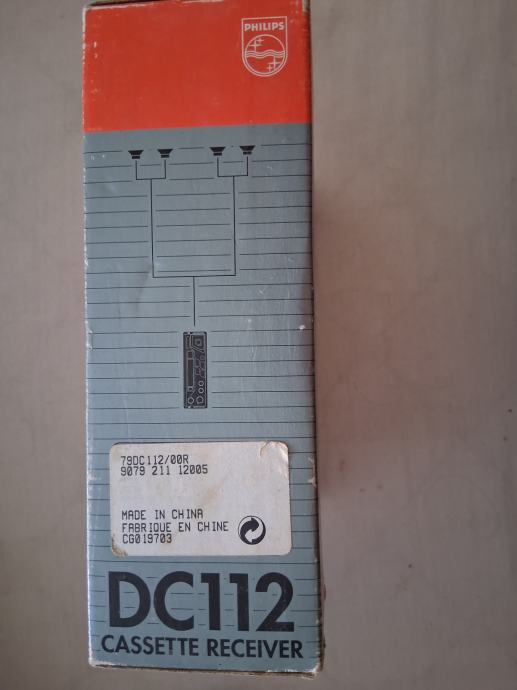 PHILIPS
79DC112/00R
9079 211 12005
MADE IN CHINA
FABRIQUE EN CHINE
CG019703
DC112
CASSETTE RECEIVER